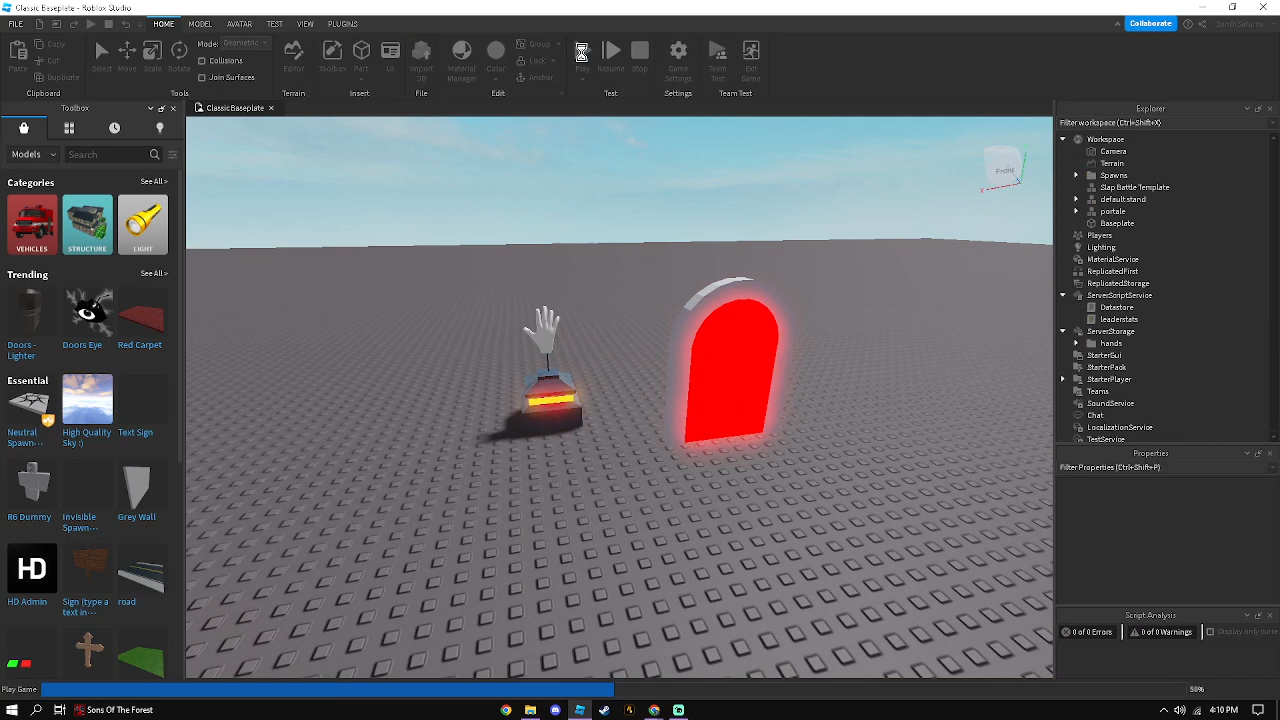 Classic Baseplate - Roblox Studio
FILE HOME MODEL AVATAR TEST VIEW PLUGINS
Collaborate SonOfSaturns
Paste Copy Cut Duplicate
Select Move Scale Rotate
Mode: Geometric
Collisions
Join Surfaces
Editor Toolbox Part UI
Import 3D
Material Manager
Color
Group
Lock
Anchor
Play Resume Stop
Game Settings
Team Test
Exit Game
Clipboard Tools Terrain Insert File Edit Test Settings Team Test
Toolbox
ClassicBaseplate
Models Search
Categories See All >
VEHICLES STRUCTURE LIGHT
Trending See All >
Doors - Lighter
Doors Eye
Red Carpet
Essential See All >
Neutral Spawn...
High Quality Sky :)
Text Sign
R6 Dummy
Invisible Spawn...
Grey Wall
HD
HD Admin
Sign (type a text in...
road
Front
X
Explorer
Filter workspace (Ctrl+Shift+X)
Workspace
Camera
Terrain
Spawns
Slap Battle Template
Default.stand
portale
Baseplate
Players
Lighting
MaterialService
ReplicatedFirst
ReplicatedStorage
ServerScriptService
Datastore
leaderstats
ServerStorage
hands
StarterGui
StarterPack
StarterPlayer
Teams
SoundService
Chat
LocalizationService
TestService
Properties
Filter Properties (Ctrl+Shift+P)
Script Analysis
0 of 0 Errors 0 of 0 Warnings Display only curre
Play Game 50%
Sons Of The Forest
4:10 PM